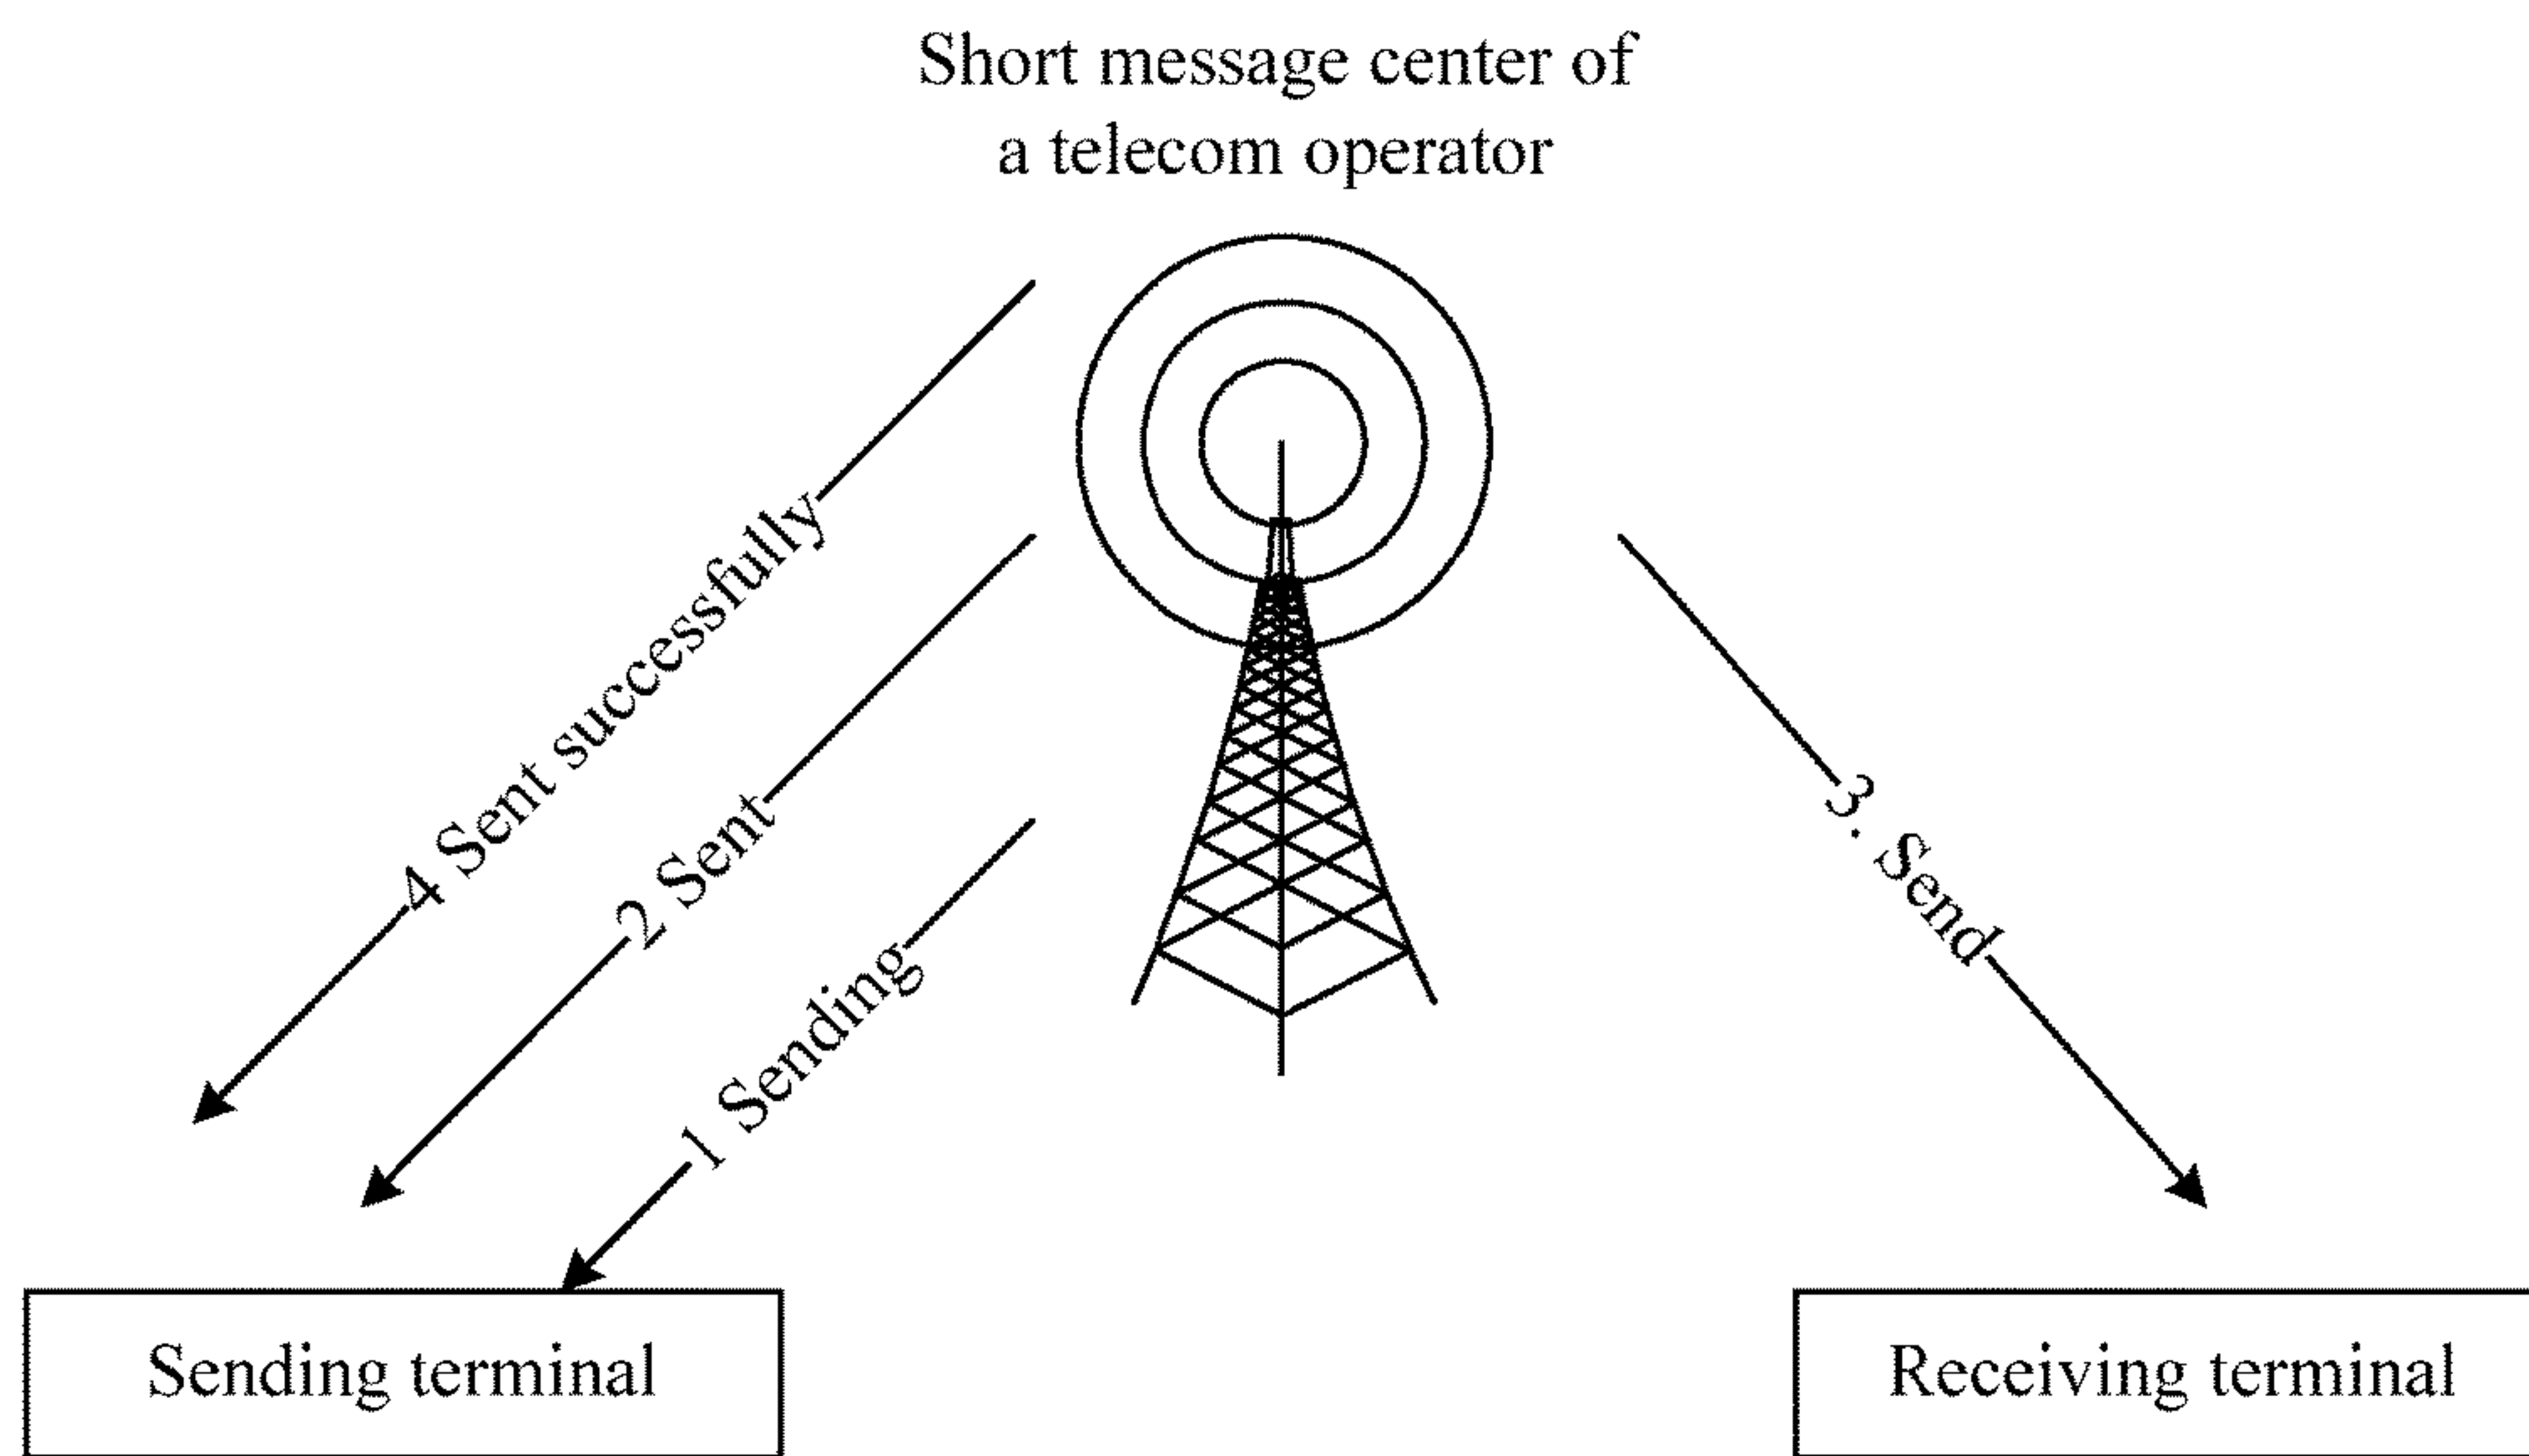 Short message center of
a telecom operator
4 Sent successfully
2 Sent
1 Sending
3. Send
Sending terminal
Receiving terminal